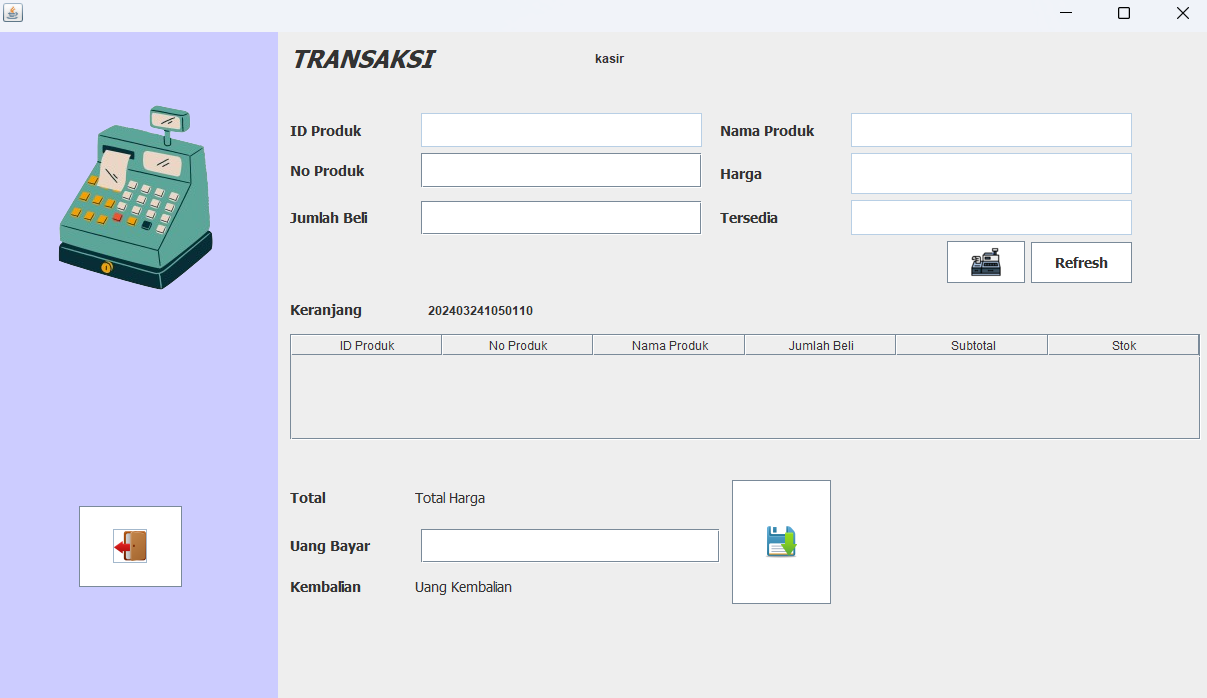 TRANSAKSI
kasir
ID Produk
Nama Produk
No Produk
Harga
Jumlah Beli
Tersedia
Refresh
Keranjang
202403241050110
ID Produk No Produk Nama Produk Jumlah Beli Subtotal Stok
Total
Total Harga
Uang Bayar
Kembalian
Uang Kembalian